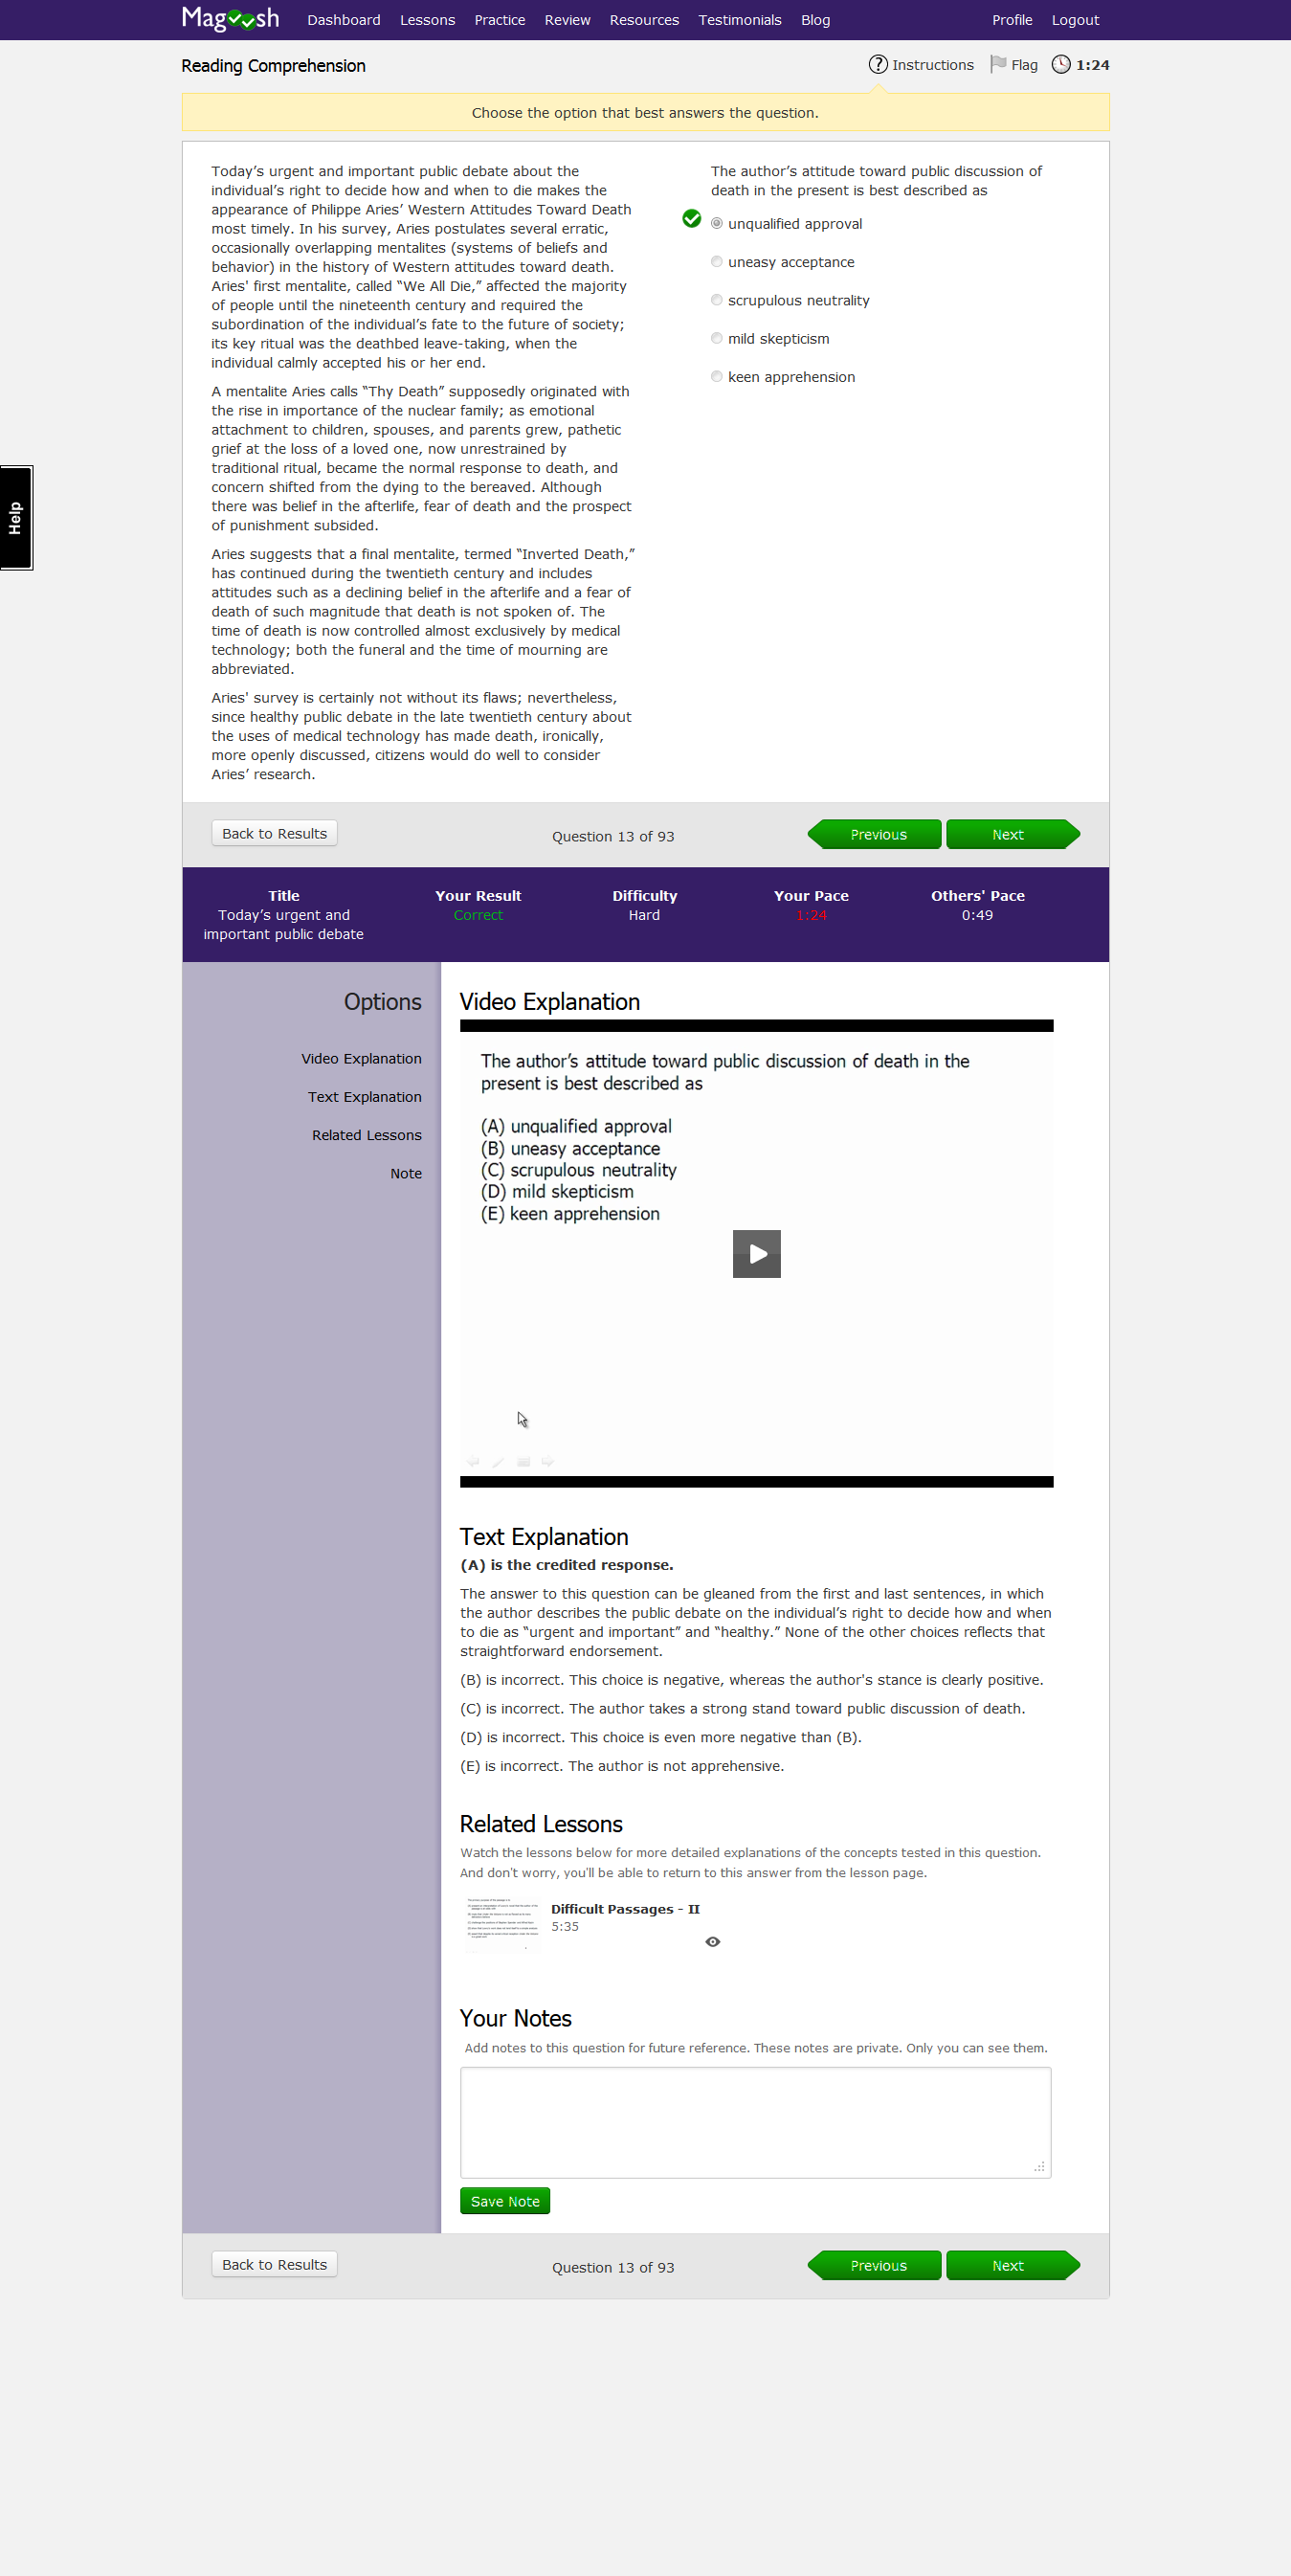 Magoosh Dashboard Lessons Practice Review Resources Testimonials Blog Profile Logout
Reading Comprehension
Instructions Flag 1:24
Choose the option that best answers the question.
Today’s urgent and important public debate about the
individual’s right to decide how and when to die makes the
appearance of Philippe Aries’ Western Attitudes Toward Death
most timely. In his survey, Aries postulates several erratic,
occasionally overlapping mentalites (systems of beliefs and
behavior) in the history of Western attitudes toward death.
Aries' first mentalite, called “We All Die,” affected the majority
of people until the nineteenth century and required the
subordination of the individual’s fate to the future of society;
its key ritual was the deathbed leave-taking, when the
individual calmly accepted his or her end.
A mentalite Aries calls “Thy Death” supposedly originated with
the rise in importance of the nuclear family; as emotional
attachment to children, spouses, and parents grew, pathetic
grief at the loss of a loved one, now unrestrained by
traditional ritual, became the normal response to death, and
concern shifted from the dying to the bereaved. Although
there was belief in the afterlife, fear of death and the prospect
of punishment subsided.
Aries suggests that a final mentalite, termed “Inverted Death,”
has continued during the twentieth century and includes
attitudes such as a declining belief in the afterlife and a fear of
death of such magnitude that death is not spoken of. The
time of death is now controlled almost exclusively by medical
technology; both the funeral and the time of mourning are
abbreviated.
Aries' survey is certainly not without its flaws; nevertheless,
since healthy public debate in the late twentieth century about
the uses of medical technology has made death, ironically,
more openly discussed, citizens would do well to consider
Aries’ research.
The author’s attitude toward public discussion of
death in the present is best described as
unqualified approval
uneasy acceptance
scrupulous neutrality
mild skepticism
keen apprehension
Help
Back to Results Question 13 of 93 Previous Next
Title Your Result Difficulty Your Pace Others' Pace
Today’s urgent and Correct Hard 1:24 0:49
important public debate
Options
Video Explanation
Text Explanation
Related Lessons
Note
Video Explanation
The author’s attitude toward public discussion of death in the
present is best described as
(A) unqualified approval
(B) uneasy acceptance
(C) scrupulous neutrality
(D) mild skepticism
(E) keen apprehension
Text Explanation
(A) is the credited response.
The answer to this question can be gleaned from the first and last sentences, in which
the author describes the public debate on the individual’s right to decide how and when
to die as “urgent and important” and “healthy.” None of the other choices reflects that
straightforward endorsement.
(B) is incorrect. This choice is negative, whereas the author's stance is clearly positive.
(C) is incorrect. The author takes a strong stand toward public discussion of death.
(D) is incorrect. This choice is even more negative than (B).
(E) is incorrect. The author is not apprehensive.
Related Lessons
Watch the lessons below for more detailed explanations of the concepts tested in this question.
And don't worry, you'll be able to return to this answer from the lesson page.
Difficult Passages - II
5:35
Your Notes
Add notes to this question for future reference. These notes are private. Only you can see them.
Save Note
Back to Results Question 13 of 93 Previous Next